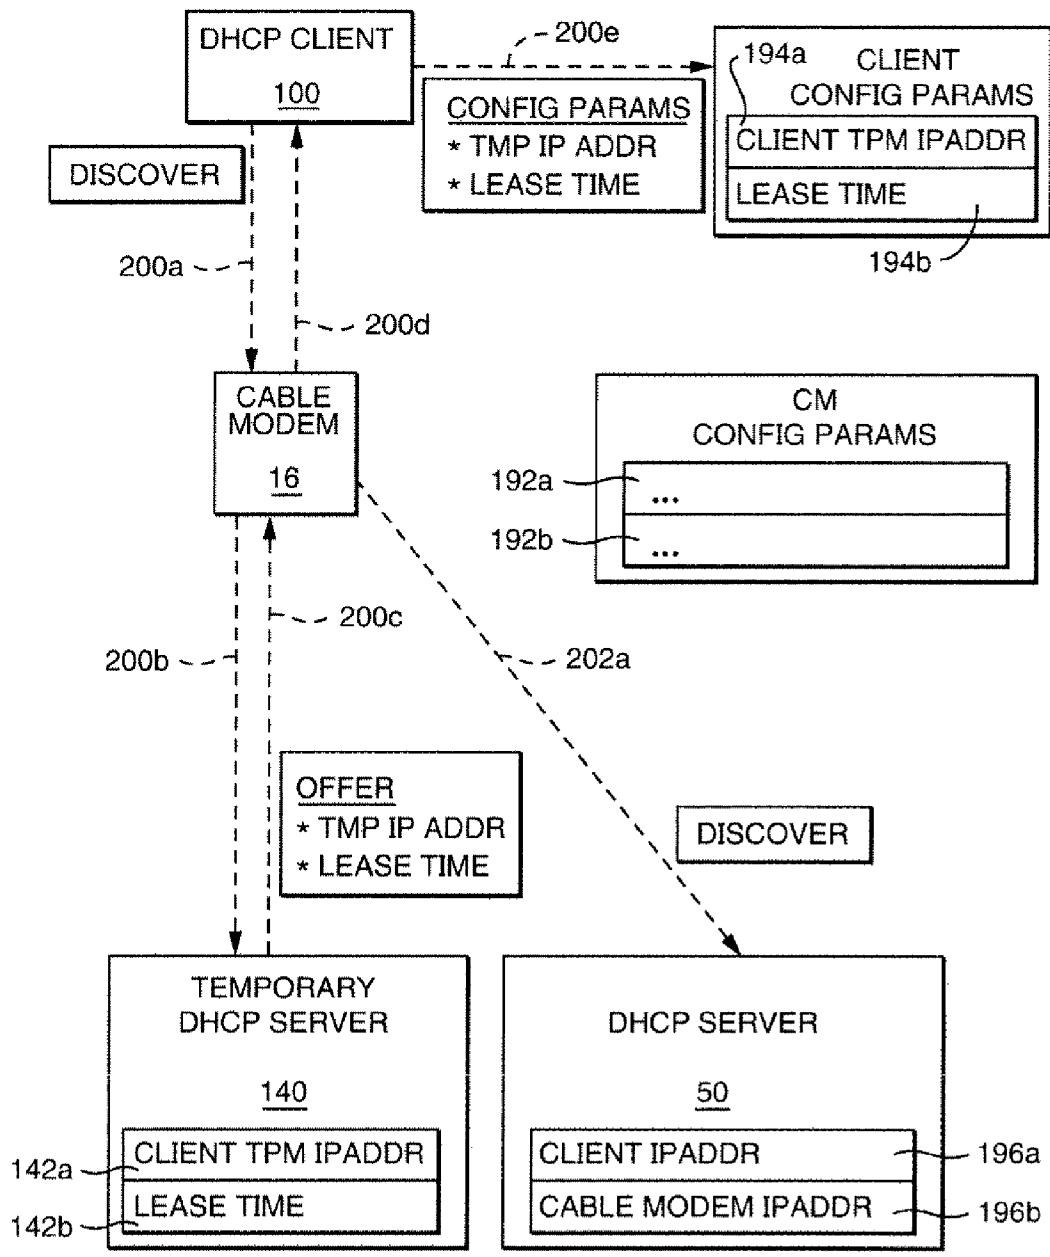 DHCP CLIENT
100
200e
CONFIG PARAMS
* TMP IP ADDR
* LEASE TIME
194a
CLIENT
CONFIG PARAMS
CLIENT TPM IPADDR
LEASE TIME
194b
DISCOVER
200a
200d
CABLE
MODEM
16
CM
CONFIG PARAMS
192a
...
192b
...
200c
200b
202a
OFFER
* TMP IP ADDR
* LEASE TIME
DISCOVER
TEMPORARY
DHCP SERVER
140
CLIENT TPM IPADDR
142a
LEASE TIME
142b
DHCP SERVER
50
CLIENT IPADDR
196a
CABLE MODEM IPADDR
196b